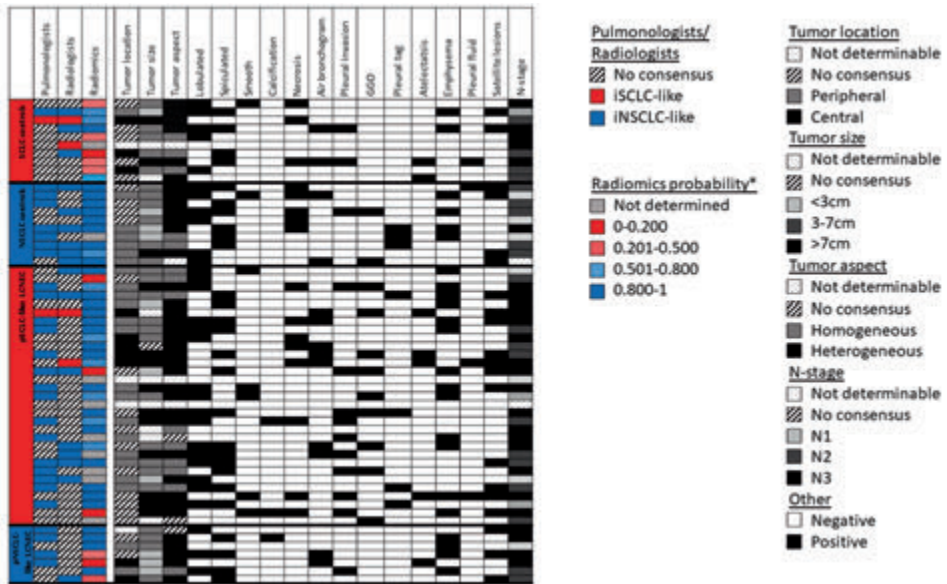 Pulmonologists
Radiologists
Radiomics
Tumor location
Tumor size
Tumor aspect
Lobulated
Spiculated
Smooth
Calcification
Necrosis
Air bronchogram
Pleural invasion
GGO
Pleural tag
Atelectasis
Emphysema
Pleural fluid
Satellite lesions
N-stage
Pulmonologists/
Radiologists
No consensus
iSCLC-like
iNSCLC-like
Radiomics probability*
Not determined
0-0.200
0.201-0.500
0.501-0.800
0.800-1
Tumor location
Not determinable
No consensus
Peripheral
Central
Tumor size
Not determinable
No consensus
<3cm
3-7cm
>7cm
Tumor aspect
Not determinable
No consensus
Homogeneous
Heterogeneous
N-stage
Not determinable
No consensus
N1
N2
N3
Other
Negative
Positive